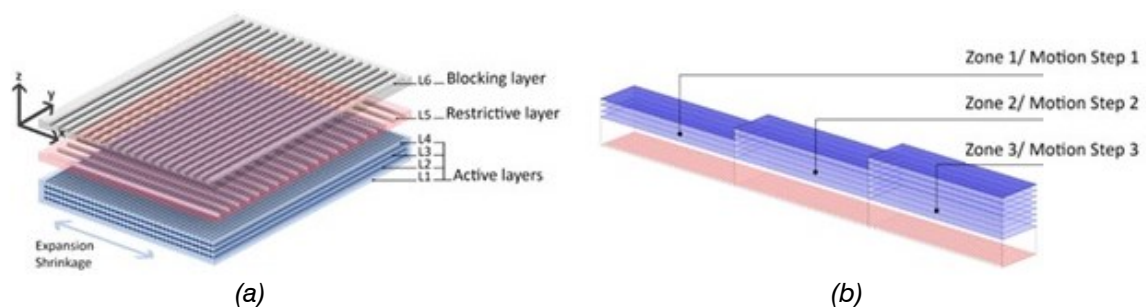 z
y
x
L6 Blocking layer
L5 Restrictive layer
L4
L3
L2
L1
Active layers
Expansion
Shrinkage
(a)
Zone 1/ Motion Step 1
Zone 2/ Motion Step 2
Zone 3/ Motion Step 3
(b)